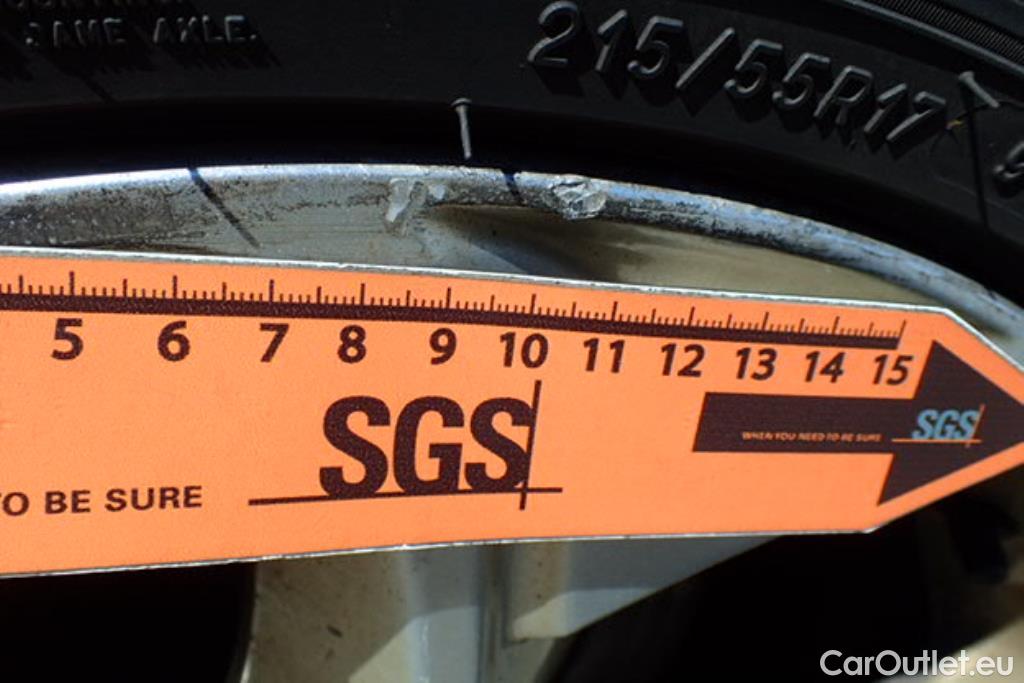 SAME AXLE.
215/55R17
5 6 7 8 9 10 11 12 13 14 15
SGS
WHEN YOU NEED TO BE SURE
SGS
TO BE SURE
CarOutlet.eu